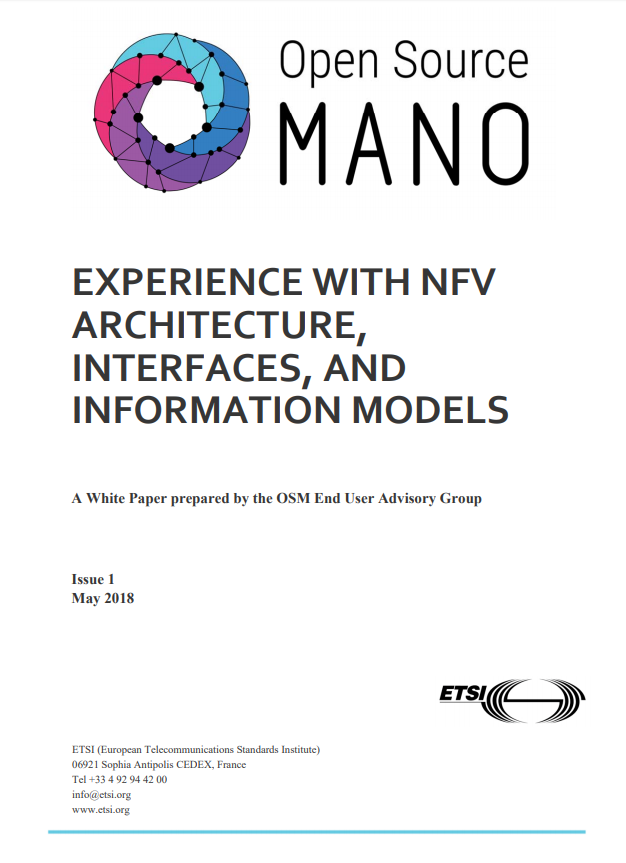 Open Source
MANO
EXPERIENCE WITH NFV
ARCHITECTURE,
INTERFACES, AND
INFORMATION MODELS
A White Paper prepared by the OSM End User Advisory Group
Issue 1
May 2018
ETSI
ETSI (European Telecommunications Standards Institute)
06921 Sophia Antipolis CEDEX, France
Tel +33 4 92 94 42 00
info@etsi.org
www.etsi.org